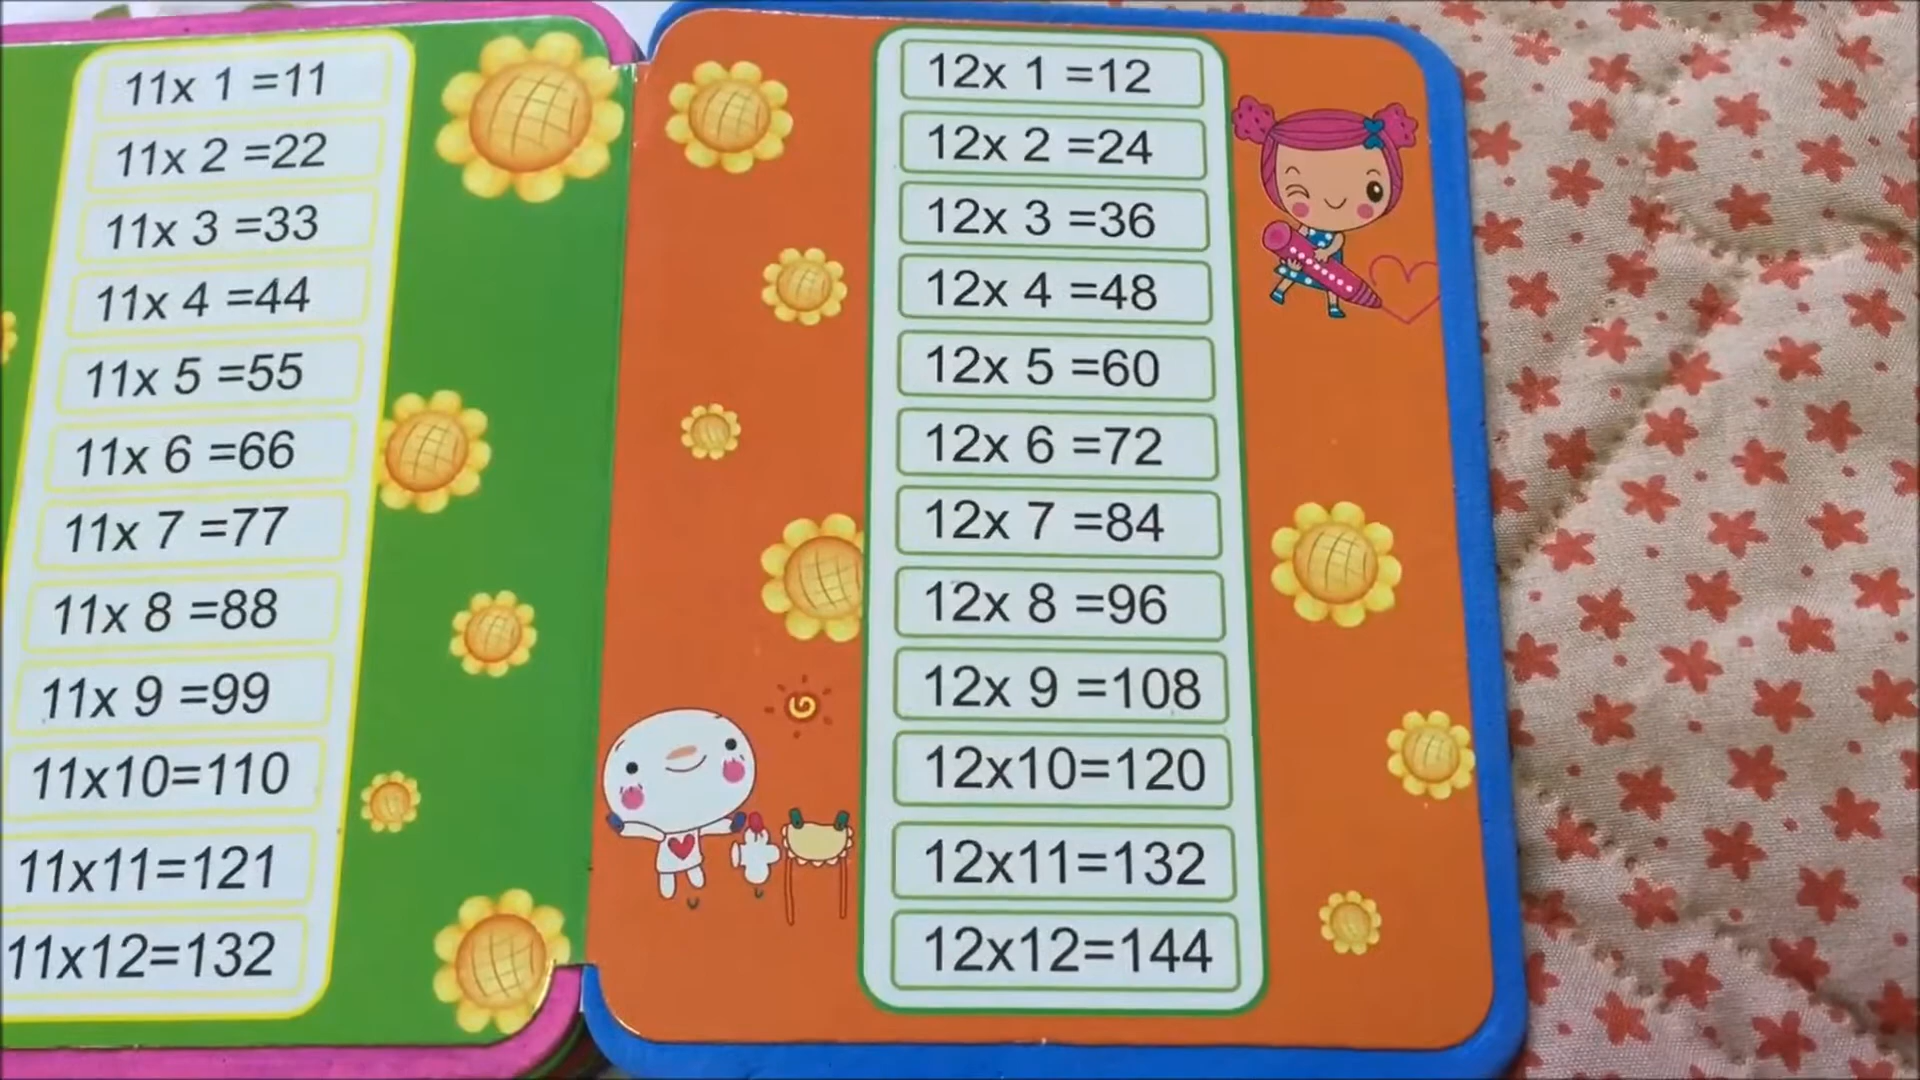 11x 1 =11
11x 2 =22
11x 3 =33
11x 4 =44
11x 5 =55
11x 6 =66
11x 7 =77
11x 8 =88
11x 9 =99
11x10=110
11x11=121
11x12=132
12x 1 =12
12x 2 =24
12x 3 =36
12x 4 =48
12x 5 =60
12x 6 =72
12x 7 =84
12x 8 =96
12x 9 =108
12x10=120
12x11=132
12x12=144